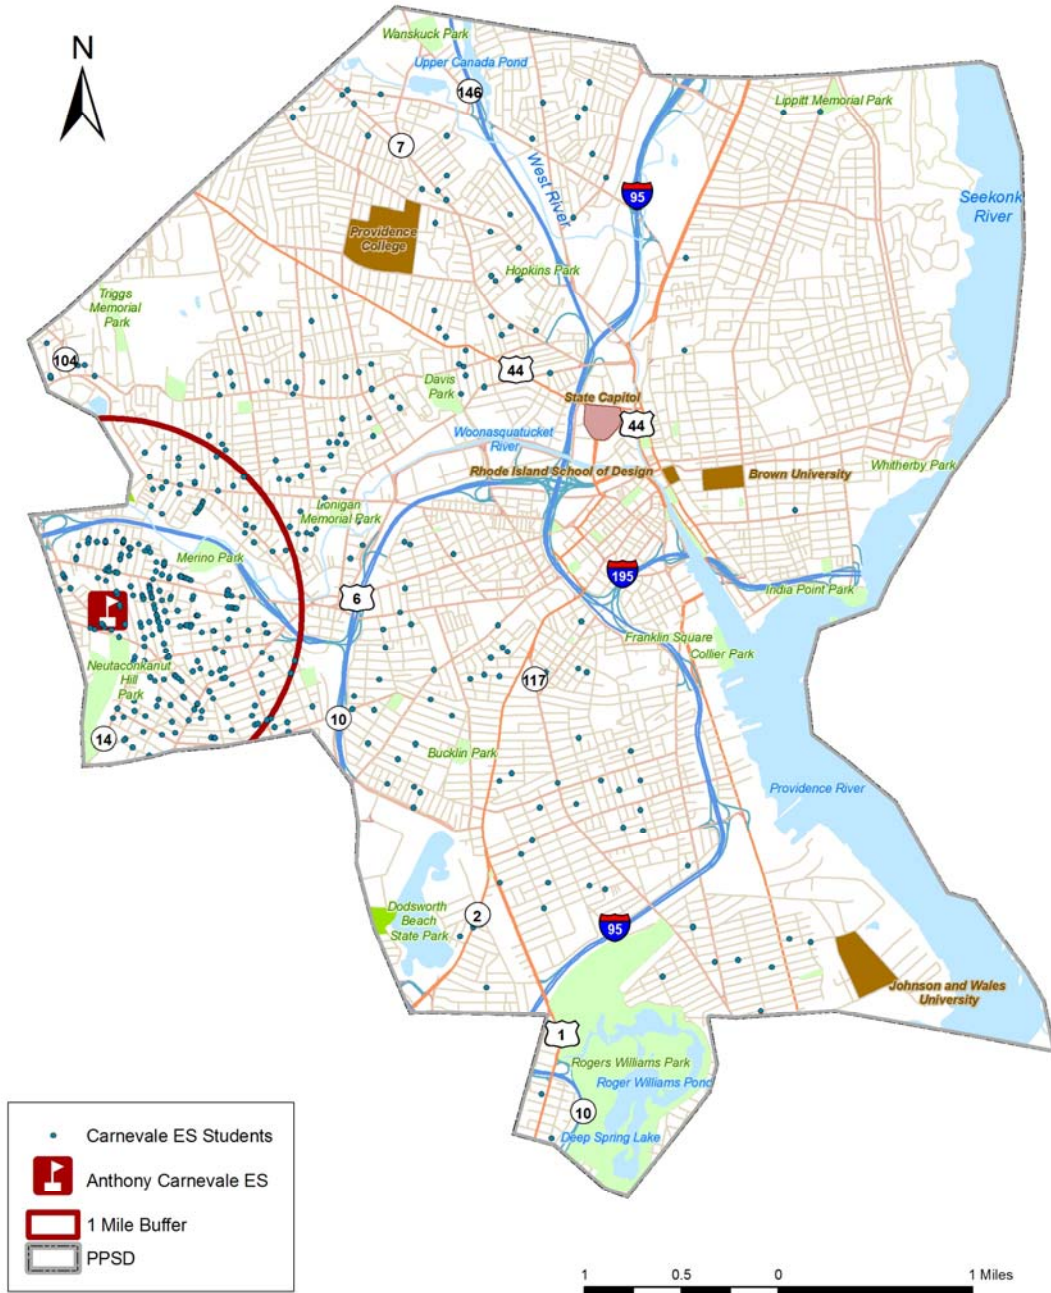 Wanskuck Park
N
Upper Canada Pond
146
Lippitt Memorial Park
7
West River
95
Seekonk
River
Providence
College
Hopkins Park
Triggs
Memorial
Park
104
44
Davis
Park
State Capitol
44
Woonasquatucket
River
Rhode Island School of Design
Brown University
Whitherby Park
Lonigan
Memorial Park
Merino Park
195
India Point Park
6
Franklin Square
Collier Park
Neutaconkanut
Hill
Park
117
10
14
Bucklin Park
Providence River
Dodsworth
Beach
State Park
2
95
Johnson and Wales
University
1
Rogers Williams Park
Roger Williams Pond
10
Deep Spring Lake
Carnevale ES Students
Anthony Carnevale ES
1 Mile Buffer
PPSD
1 0.5 0 1 Miles